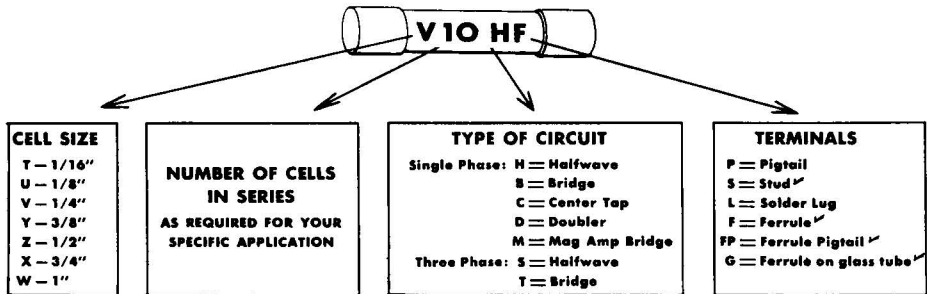 V10 HF
CELL SIZE
T – 1/16"
U – 1/8"
V – 1/4"
Y – 3/8"
Z – 1/2"
X – 3/4"
W – 1"
NUMBER OF CELLS
IN SERIES
AS REQUIRED FOR YOUR
SPECIFIC APPLICATION
TYPE OF CIRCUIT
Single Phase: H = Halfwave
B = Bridge
C = Center Tap
D = Doubler
M = Mag Amp Bridge
Three Phase: S = Halfwave
T = Bridge
TERMINALS
P = Pigtail
S = Stud
L = Solder Lug
F = Ferrule
FP = Ferrule Pigtail
G = Ferrule on glass tube